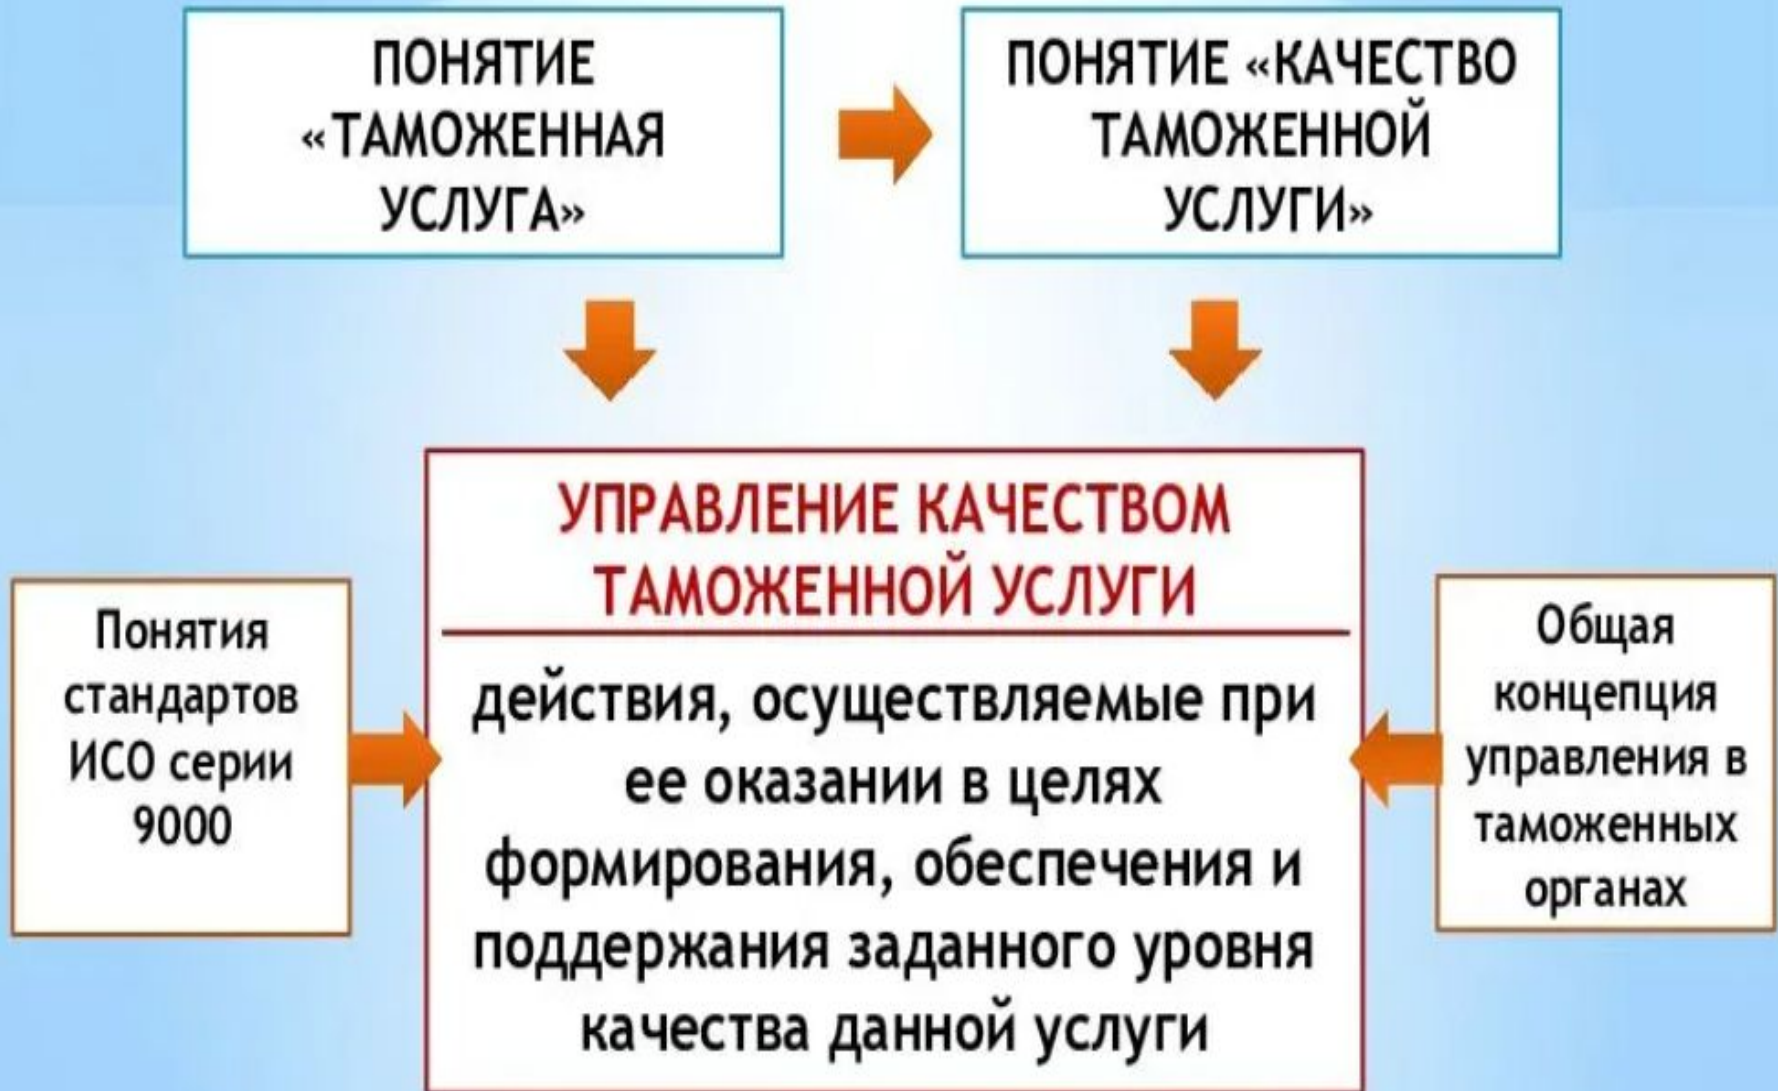 ПОНЯТИЕ
«ТАМОЖЕННАЯ
УСЛУГА»
ПОНЯТИЕ «КАЧЕСТВО
ТАМОЖЕННОЙ
УСЛУГИ»
УПРАВЛЕНИЕ КАЧЕСТВОМ
ТАМОЖЕННОЙ УСЛУГИ
действия, осуществляемые при
ее оказании в целях
формирования, обеспечения и
поддержания заданного уровня
качества данной услуги
Понятия
стандартов
ИСО серии
9000
Общая
концепция
управления в
таможенных
органах